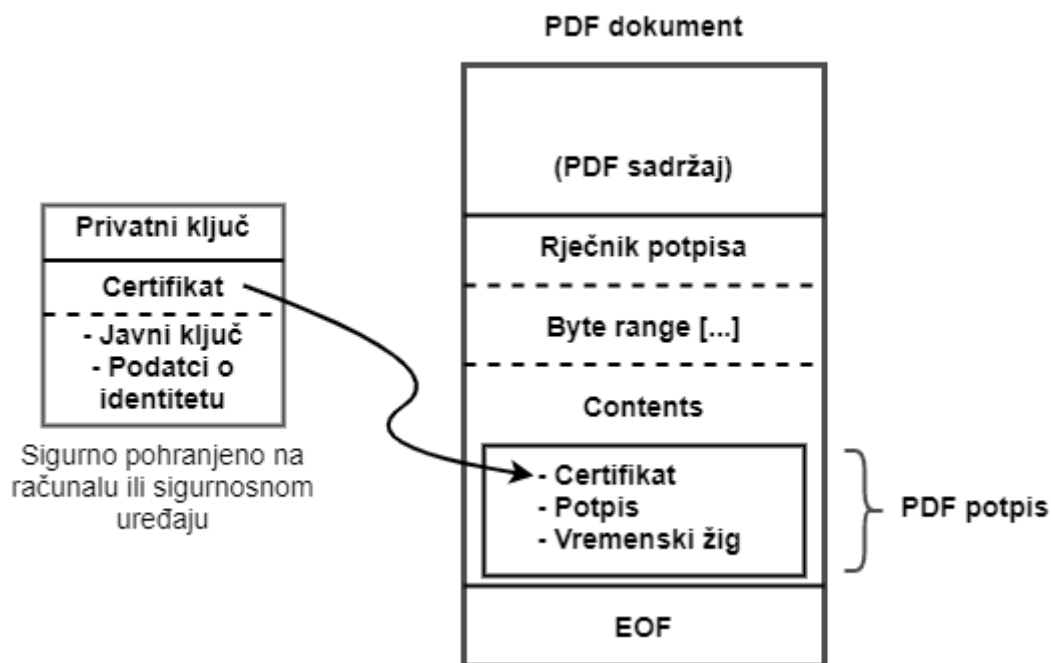 PDF dokument
(PDF sadržaj)
Privatni ključ
Certifikat
- Javni ključ
- Podatci o
identitetu
Sigurno pohranjeno na
računalu ili sigurnosnom
uređaju
Rječnik potpisa
Byte range [...]
Contents
- Certifikat
- Potpis
- Vremenski žig
PDF potpis
EOF